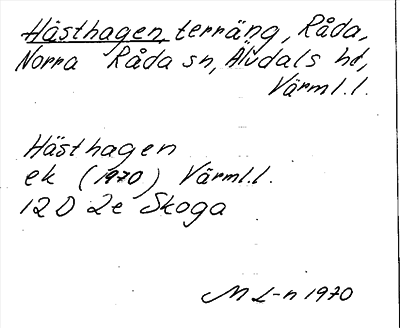 Hästhagen, terräng, Råda,
Norra Råda sn, Älvdals hd,
Värml.l.
Hästhagen
ek (1970) Värml.l.
12 D 2e Skoga
M L-n 1970